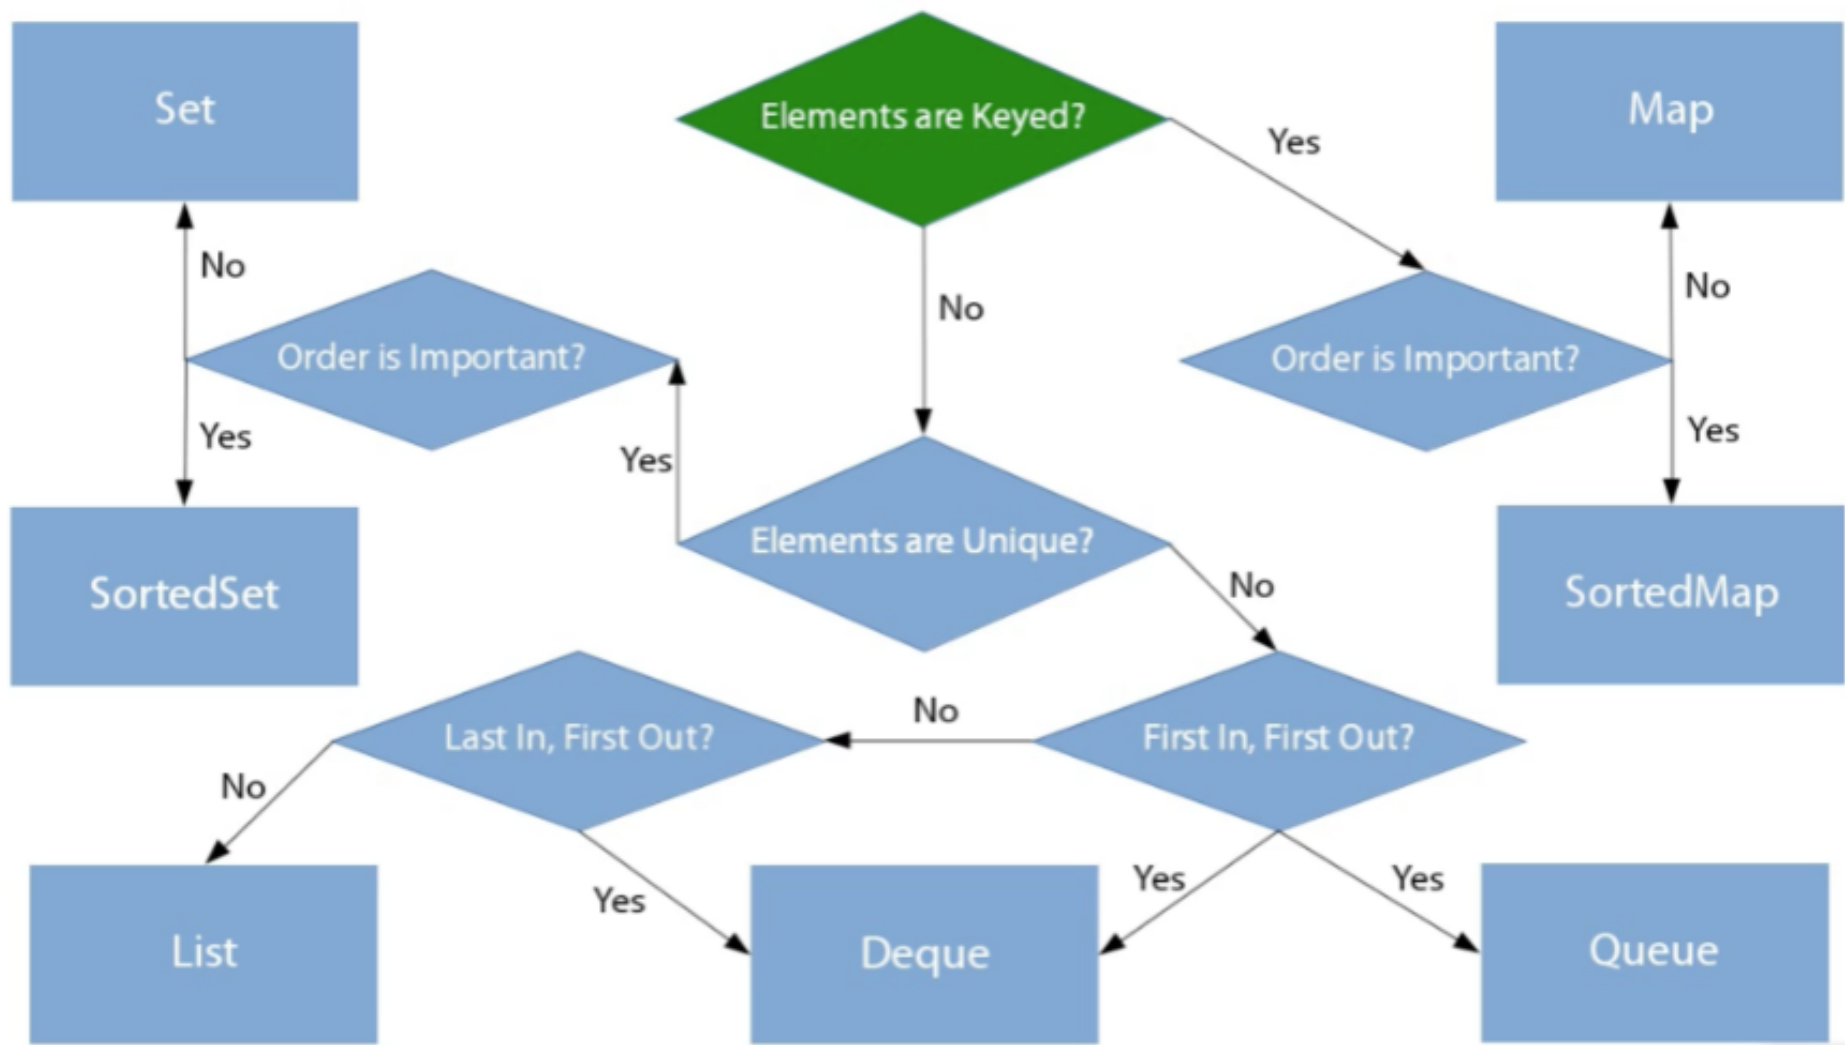 Set
Elements are Keyed?
Map
Yes
No
No
No
Order is Important?
Order is Important?
Yes
Yes
Yes
Elements are Unique?
No
SortedSet
SortedMap
No
Last In, First Out?
First In, First Out?
No
Yes
Yes
Yes
List
Deque
Queue